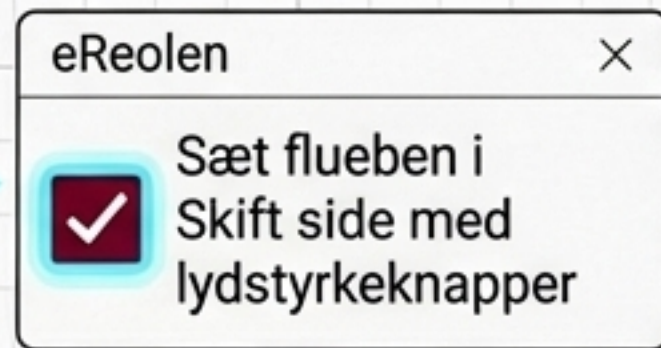 eReolen
Sæt flueben i
Skift side med
lydstyrkeknapper